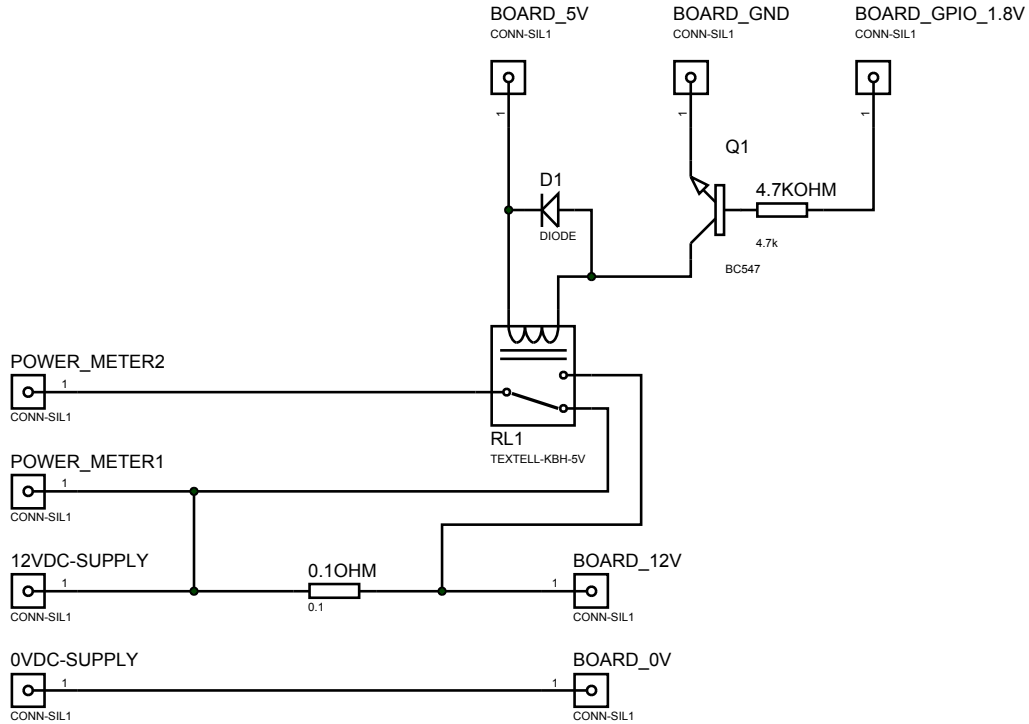 BOARD_5V
CONN-SIL1
BOARD_GND
CONN-SIL1
BOARD_GPIO_1.8V
CONN-SIL1
1
1
1
Q1
D1
DIODE
4.7KOHM
4.7k
BC547
POWER_METER2
1
CONN-SIL1
RL1
TEXTELL-KBH-5V
POWER_METER1
1
CONN-SIL1
12VDC-SUPPLY
1
CONN-SIL1
0.1OHM
0.1
BOARD_12V
1
CONN-SIL1
0VDC-SUPPLY
1
CONN-SIL1
BOARD_0V
1
CONN-SIL1